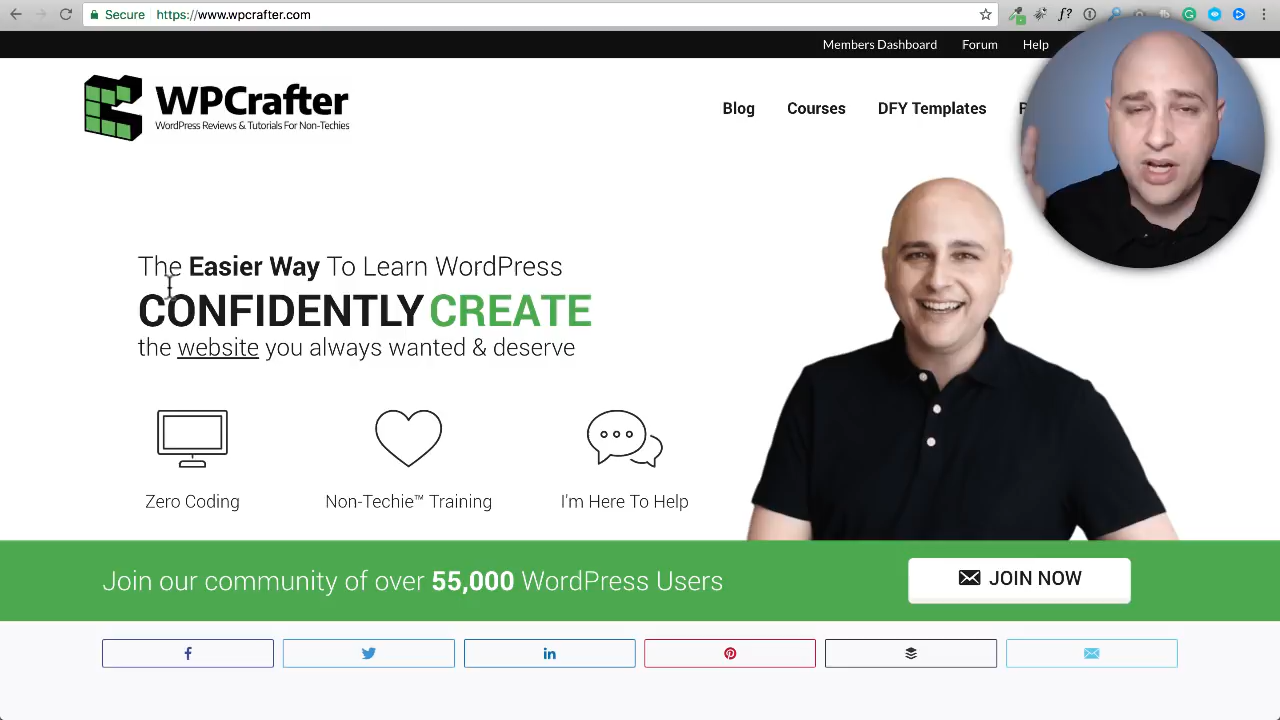 Secure
https://www.wpcrafter.com
Members Dashboard
Forum
Help
WPCrafter
WordPress Reviews & Tutorials For Non-Techies
Blog
Courses
DFY Templates
The Easier Way To Learn WordPress
CONFIDENTLY CREATE
the website you always wanted & deserve
Zero Coding
Non-Techie™ Training
I'm Here To Help
Join our community of over 55,000 WordPress Users
JOIN NOW